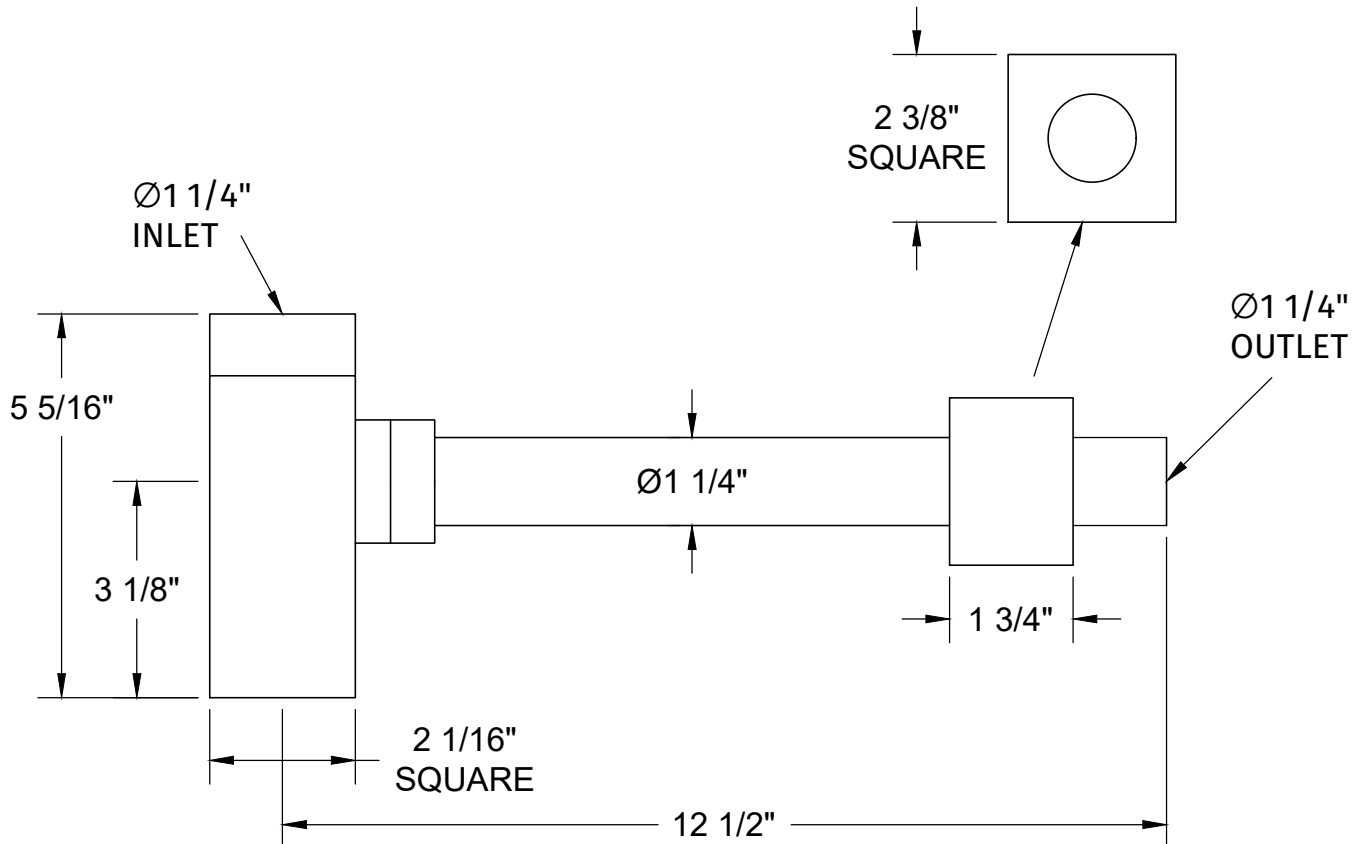 2 3/8"
SQUARE
Ø1 1/4"
INLET
Ø1 1/4"
OUTLET
5 5/16"
Ø1 1/4"
3 1/8"
1 3/4"
2 1/16"
SQUARE
12 1/2"